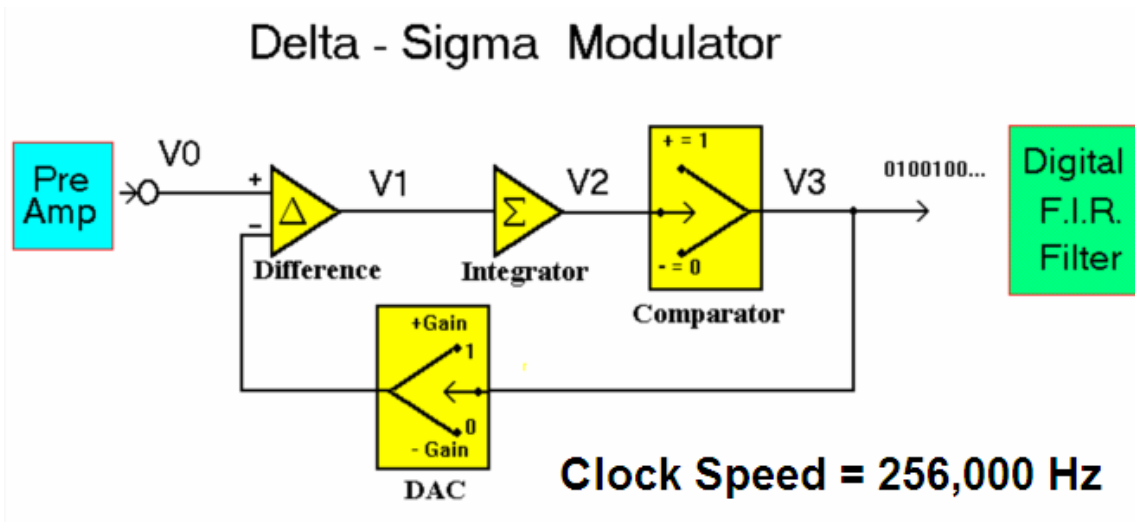 Delta - Sigma Modulator
Pre
Amp
V0
+
-
Δ
Difference
V1
Σ
Integrator
V2
+ = 1
- = 0
Comparator
V3
0100100...
Digital
F.I.R.
Filter
+Gain
1
0
- Gain
DAC
Clock Speed = 256,000 Hz